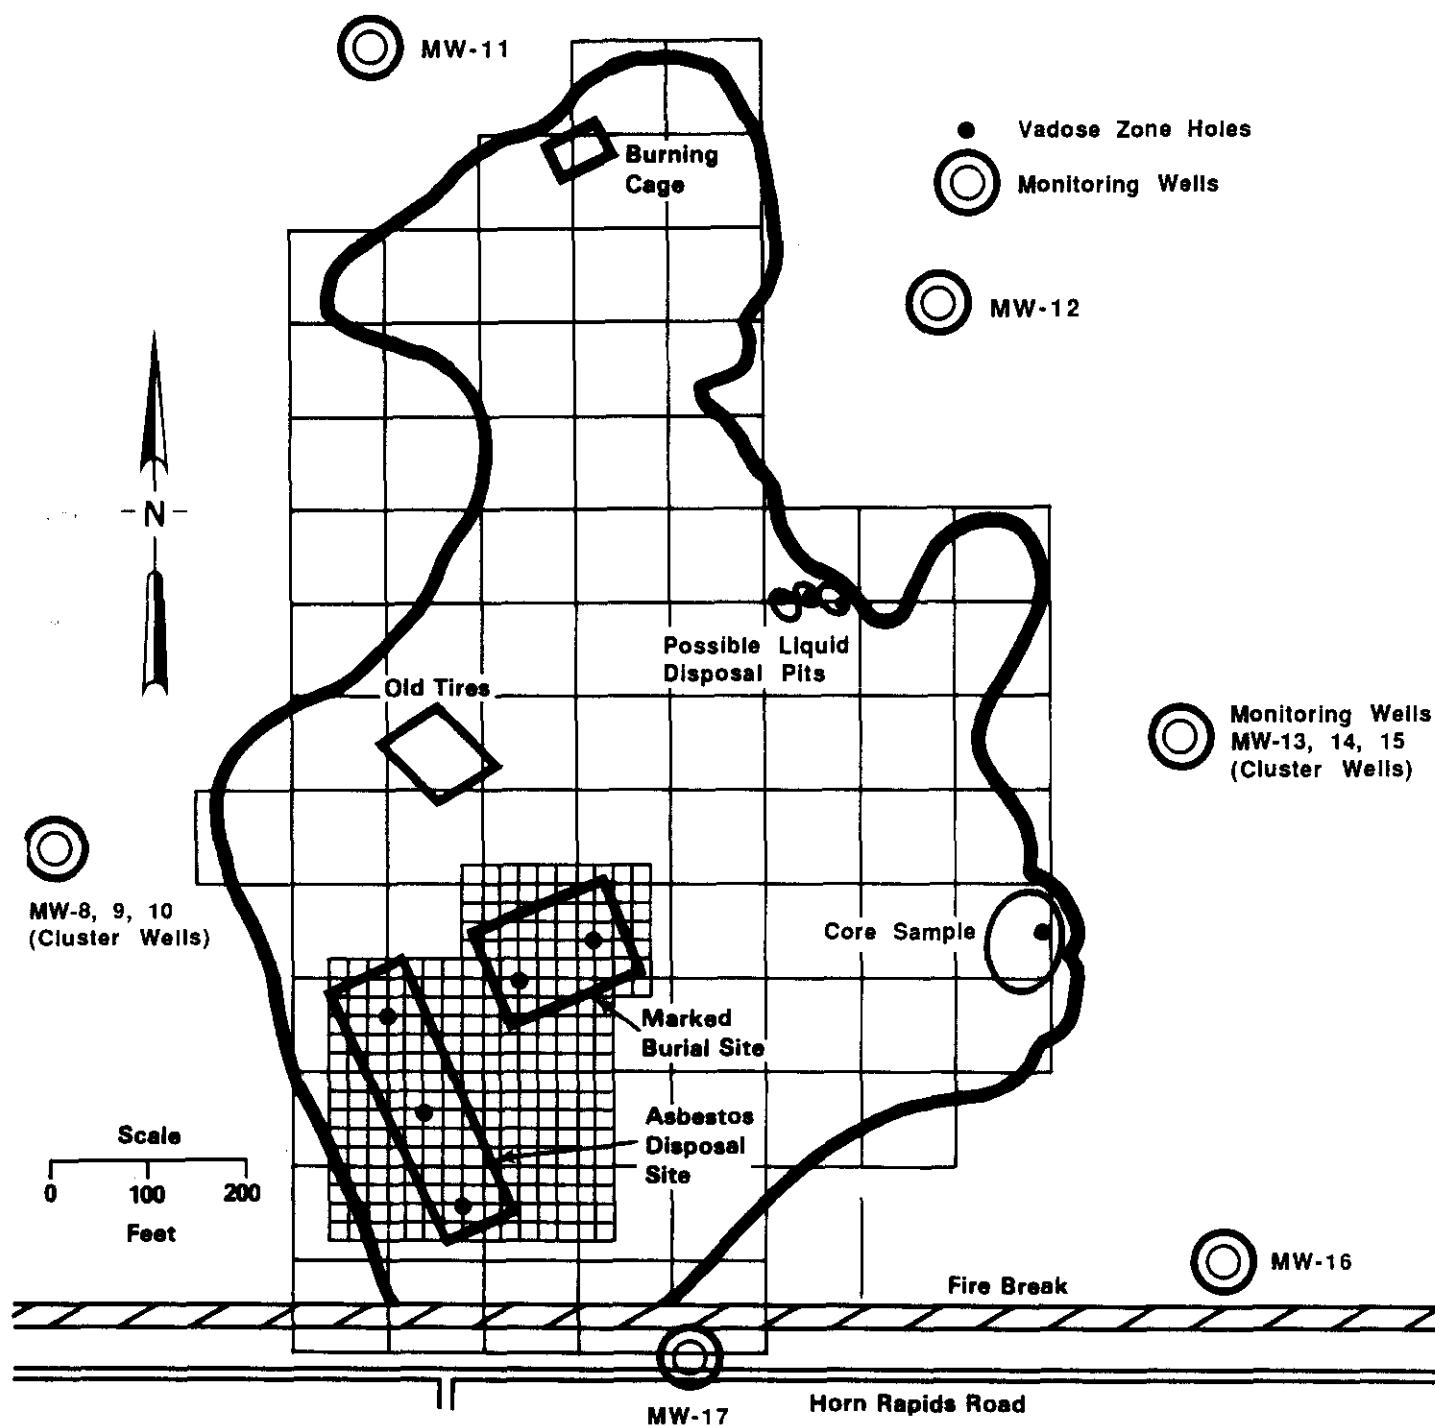 MW-11
Vadose Zone Holes
Monitoring Wells
Burning
Cage
MW-12
N
Possible Liquid
Disposal Pits
Old Tires
Monitoring Wells
MW-13, 14, 15
(Cluster Wells)
MW-8, 9, 10
(Cluster Wells)
Core Sample
Marked
Burial Site
Asbestos
Disposal
Site
Scale
0 100 200
Feet
MW-16
Fire Break
Horn Rapids Road
MW-17